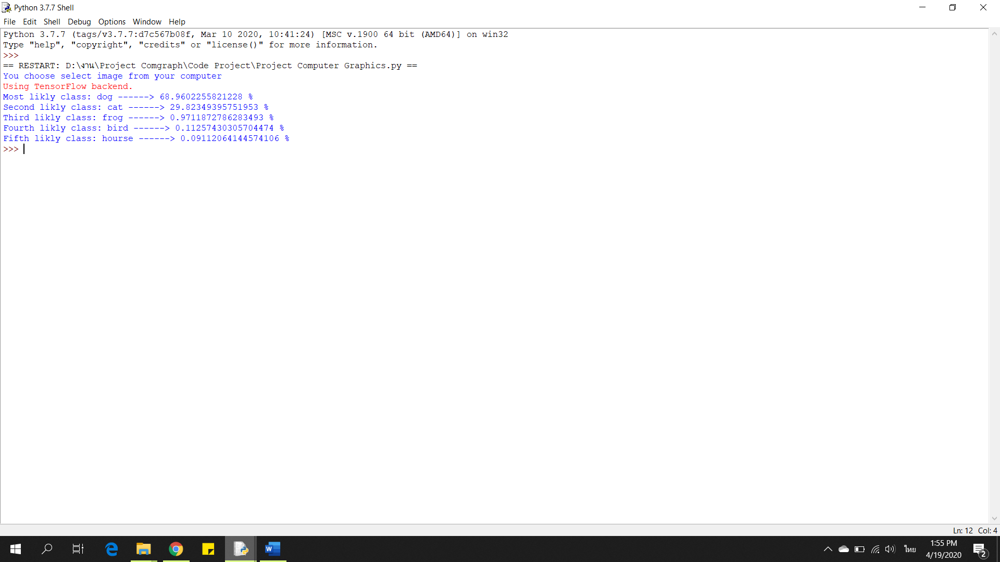 Python 3.7.7 Shell
File Edit Shell Debug Options Window Help
Python 3.7.7 (tags/v3.7.7:d7c567b08f, Mar 10 2020, 10:41:24) [MSC v.1900 64 bit (AMD64)] on win32
Type "help", "copyright", "credits" or "license()" for more information.
>>>
== RESTART: D:\งาน\Project Comgraph\Code Project\Project Computer Graphics.py ==
You choose select image from your computer
Using TensorFlow backend.
Most likly class: dog ------> 68.9602255821228 %
Second likly class: cat ------> 29.82349395751953 %
Third likly class: frog ------> 0.9711872786283493 %
Fourth likly class: bird ------> 0.11257430305704474 %
Fifth likly class: hourse ------> 0.09112064144574106 %
>>>
Ln: 12 Col: 4
ไทย
1:55 PM
4/19/2020
2